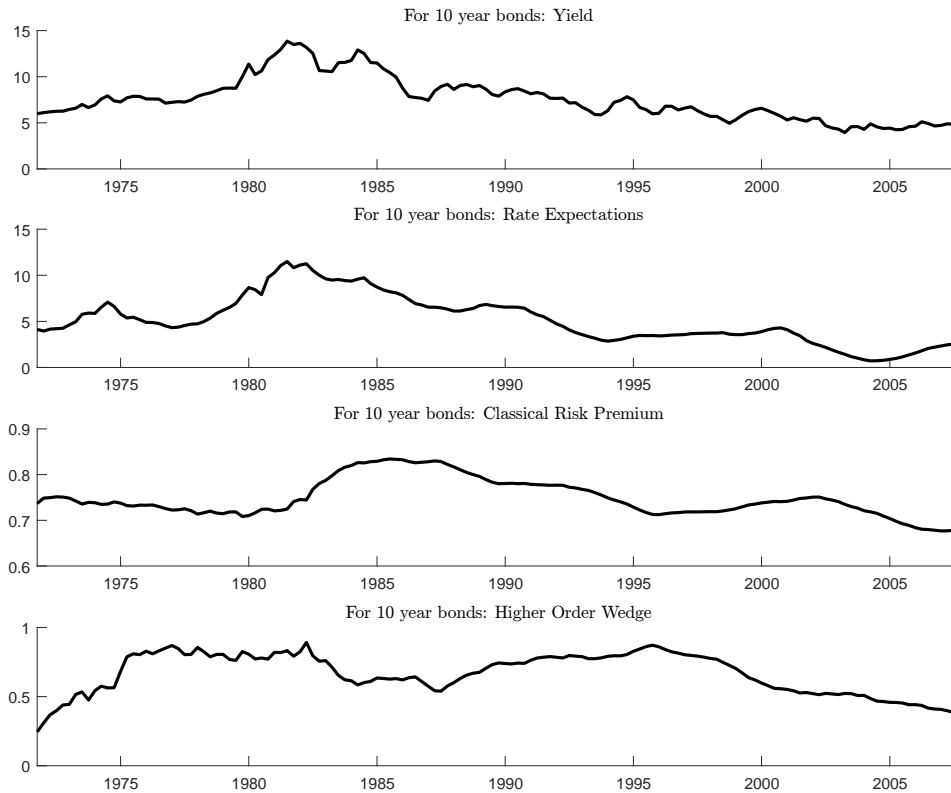 For 10 year bonds: Yield
15
10
5
0
1975 1980 1985 1990 1995 2000 2005
For 10 year bonds: Rate Expectations
15
10
5
0
1975 1980 1985 1990 1995 2000 2005
For 10 year bonds: Classical Risk Premium
0.9
0.8
0.7
0.6
1975 1980 1985 1990 1995 2000 2005
For 10 year bonds: Higher Order Wedge
1
0.5
0
1975 1980 1985 1990 1995 2000 2005